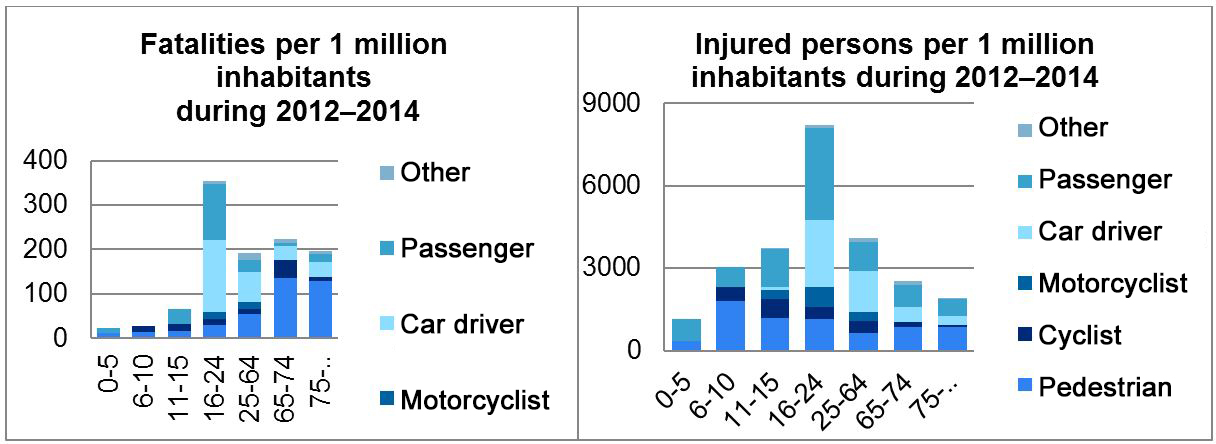 Fatalities per 1 million
inhabitants
during 2012–2014
400
300
200
100
0
0-5
6-10
11-15
16-24
25-64
65-74
75-..
Other
Passenger
Car driver
Motorcyclist
Injured persons per 1 million
inhabitants during 2012–2014
9000
6000
3000
0
0-5
6-10
11-15
16-24
25-64
65-74
75-..
Other
Passenger
Car driver
Motorcyclist
Cyclist
Pedestrian